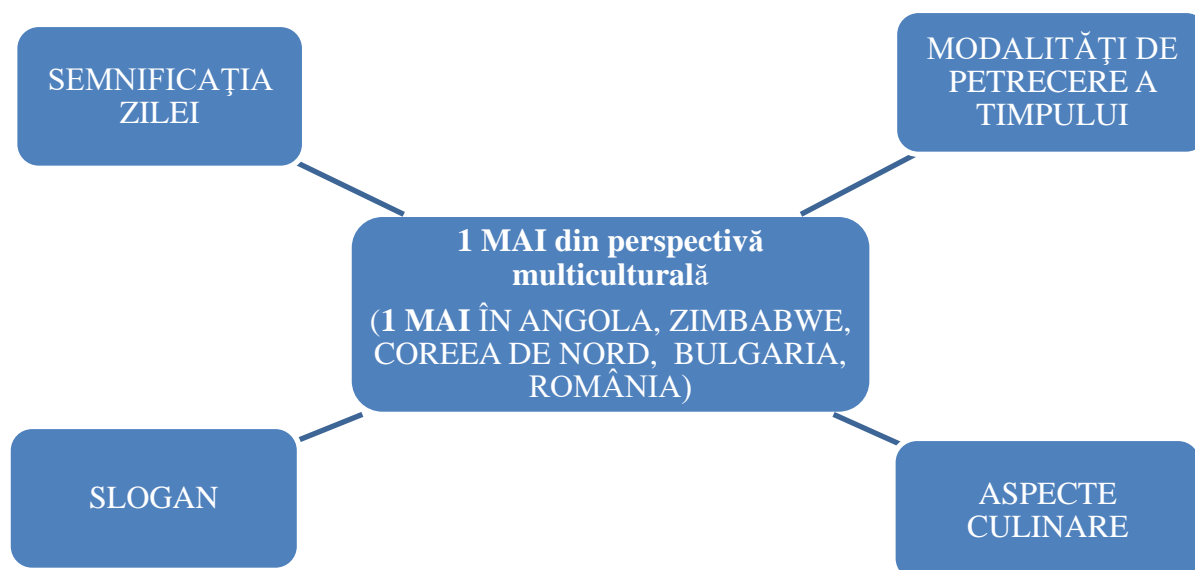 SEMNIFICAŢIA
ZILEI
MODALITĂŢI DE
PETRECERE A
TIMPULUI
1 MAI din perspectivă
multiculturală
(1 MAI ÎN ANGOLA, ZIMBABWE,
COREEA DE NORD, BULGARIA,
ROMÂNIA)
SLOGAN
ASPECTE
CULINARE